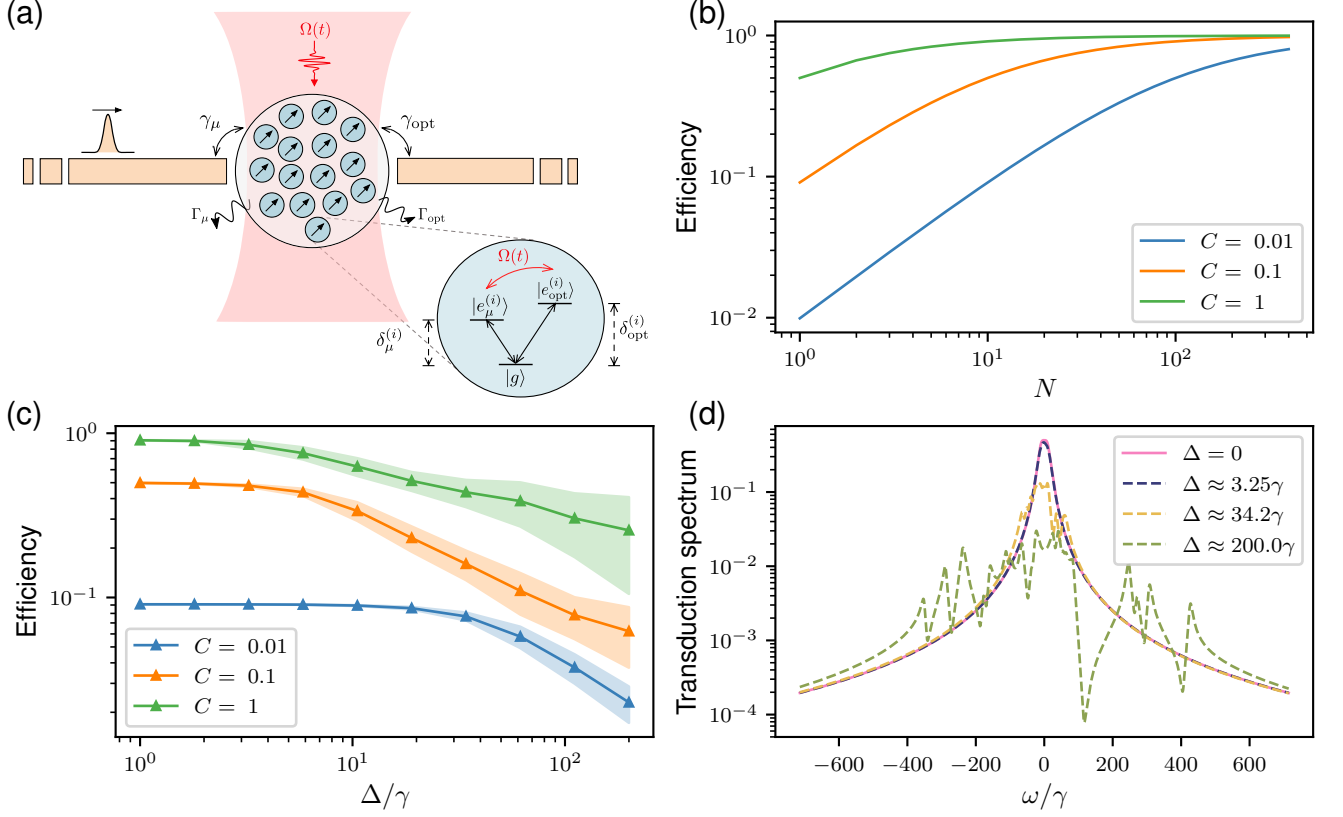 (a)
Ω(t)
γ_μ
γ_opt
Γ_μ
Γ_opt
Ω(t)
|e_μ^(i)⟩
|e_opt^(i)⟩
δ_μ^(i)
δ_opt^(i)
|g⟩
(b)
Efficiency
10^0
10^−1
10^−2
C = 0.01
C = 0.1
C = 1
10^0
10^1
10^2
N
(c)
Efficiency
10^0
10^−1
C = 0.01
C = 0.1
C = 1
10^0
10^1
10^2
Δ/γ
(d)
Transduction spectrum
10^−1
10^−2
10^−3
10^−4
Δ = 0
Δ ≈ 3.25γ
Δ ≈ 34.2γ
Δ ≈ 200.0γ
−600
−400
−200
0
200
400
600
ω/γ